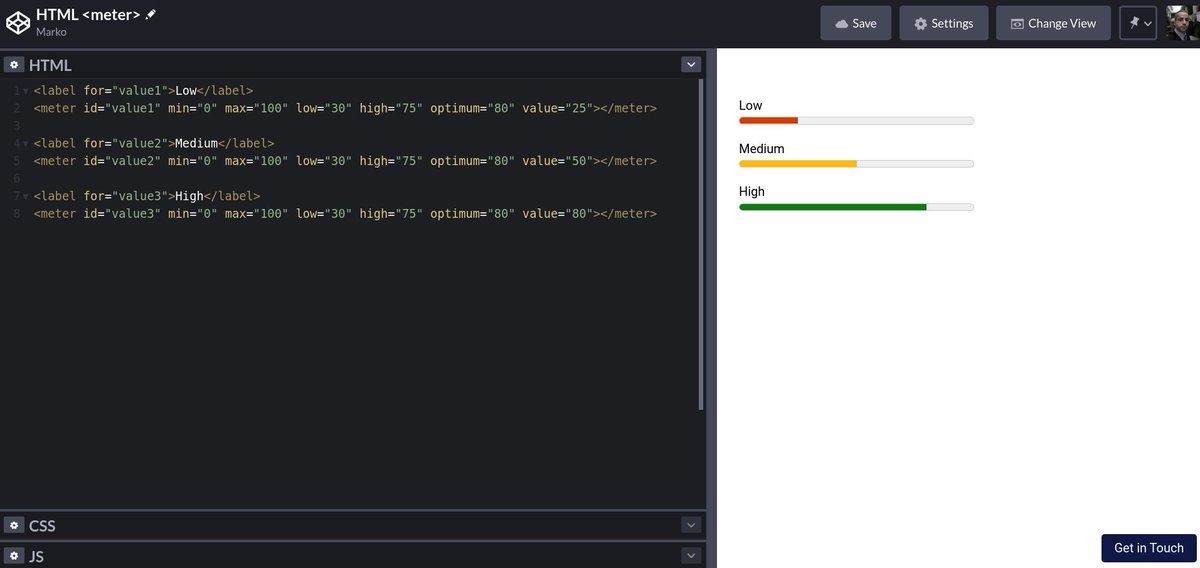 HTML <meter>
Marko
Save
Settings
Change View
HTML
1 <label for="value1">Low</label>
2 <meter id="value1" min="0" max="100" low="30" high="75" optimum="80" value="25"></meter>
3
4 <label for="value2">Medium</label>
5 <meter id="value2" min="0" max="100" low="30" high="75" optimum="80" value="50"></meter>
6
7 <label for="value3">High</label>
8 <meter id="value3" min="0" max="100" low="30" high="75" optimum="80" value="80"></meter>
CSS
JS
Low
Medium
High
Get in Touch